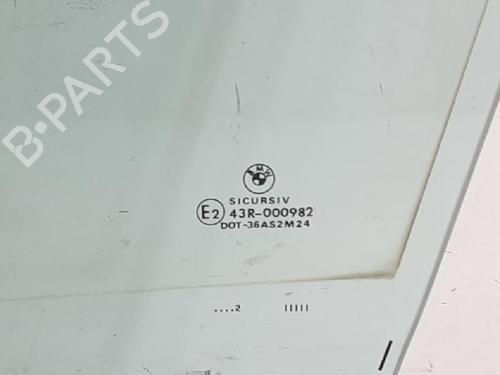 B-PARTS
BMW
SICURSIV
E2 43R-000982
DOT-36AS2M24
....2 IIIII